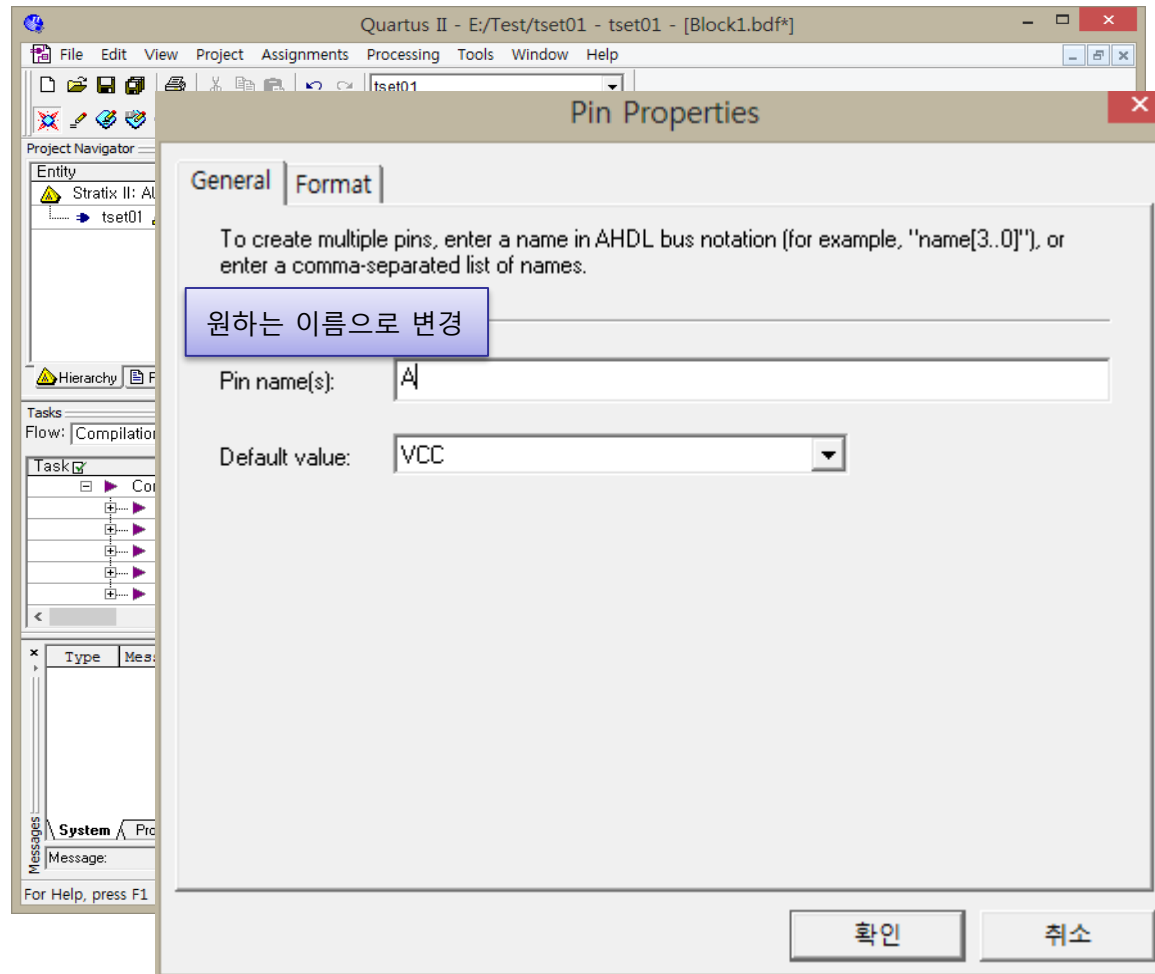 Quartus II - E:/Test/tset01 - tset01 - [Block1.bdf*]
File Edit View Project Assignments Processing Tools Window Help
tset01
Pin Properties
Project Navigator
Entity
Stratix II: AU
tset01
Hierarchy
Tasks
Flow: Compilation
Task
Type
System
Message:
Messages
For Help, press F1
General Format
To create multiple pins, enter a name in AHDL bus notation (for example, "name[3..0]"), or
enter a comma-separated list of names.
원하는 이름으로 변경
Pin name(s): A
Default value: VCC
확인 취소